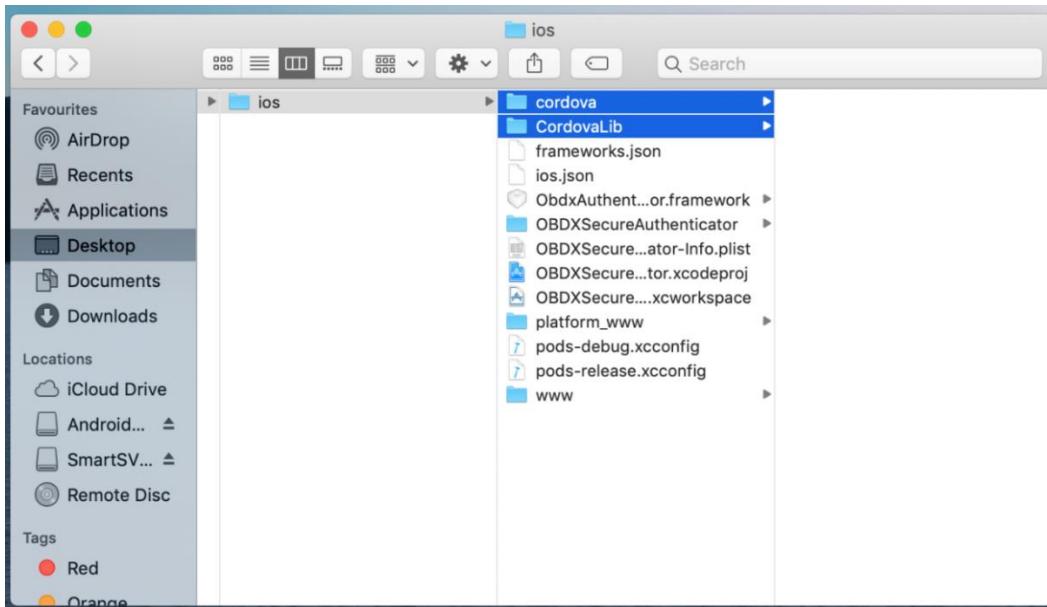 ios
Search
Favourites
AirDrop
Recents
Applications
Desktop
Documents
Downloads
Locations
iCloud Drive
Android...
SmartSV...
Remote Disc
Tags
Red
Orange
ios
cordova
CordovaLib
frameworks.json
ios.json
ObdxAuthent...or.framework
OBDXSecureAuthenticator
OBDXSecure...ator-Info.plist
OBDXSecure...tor.xcodeproj
OBDXSecure....xcworkspace
platform_www
pods-debug.xcconfig
pods-release.xcconfig
www